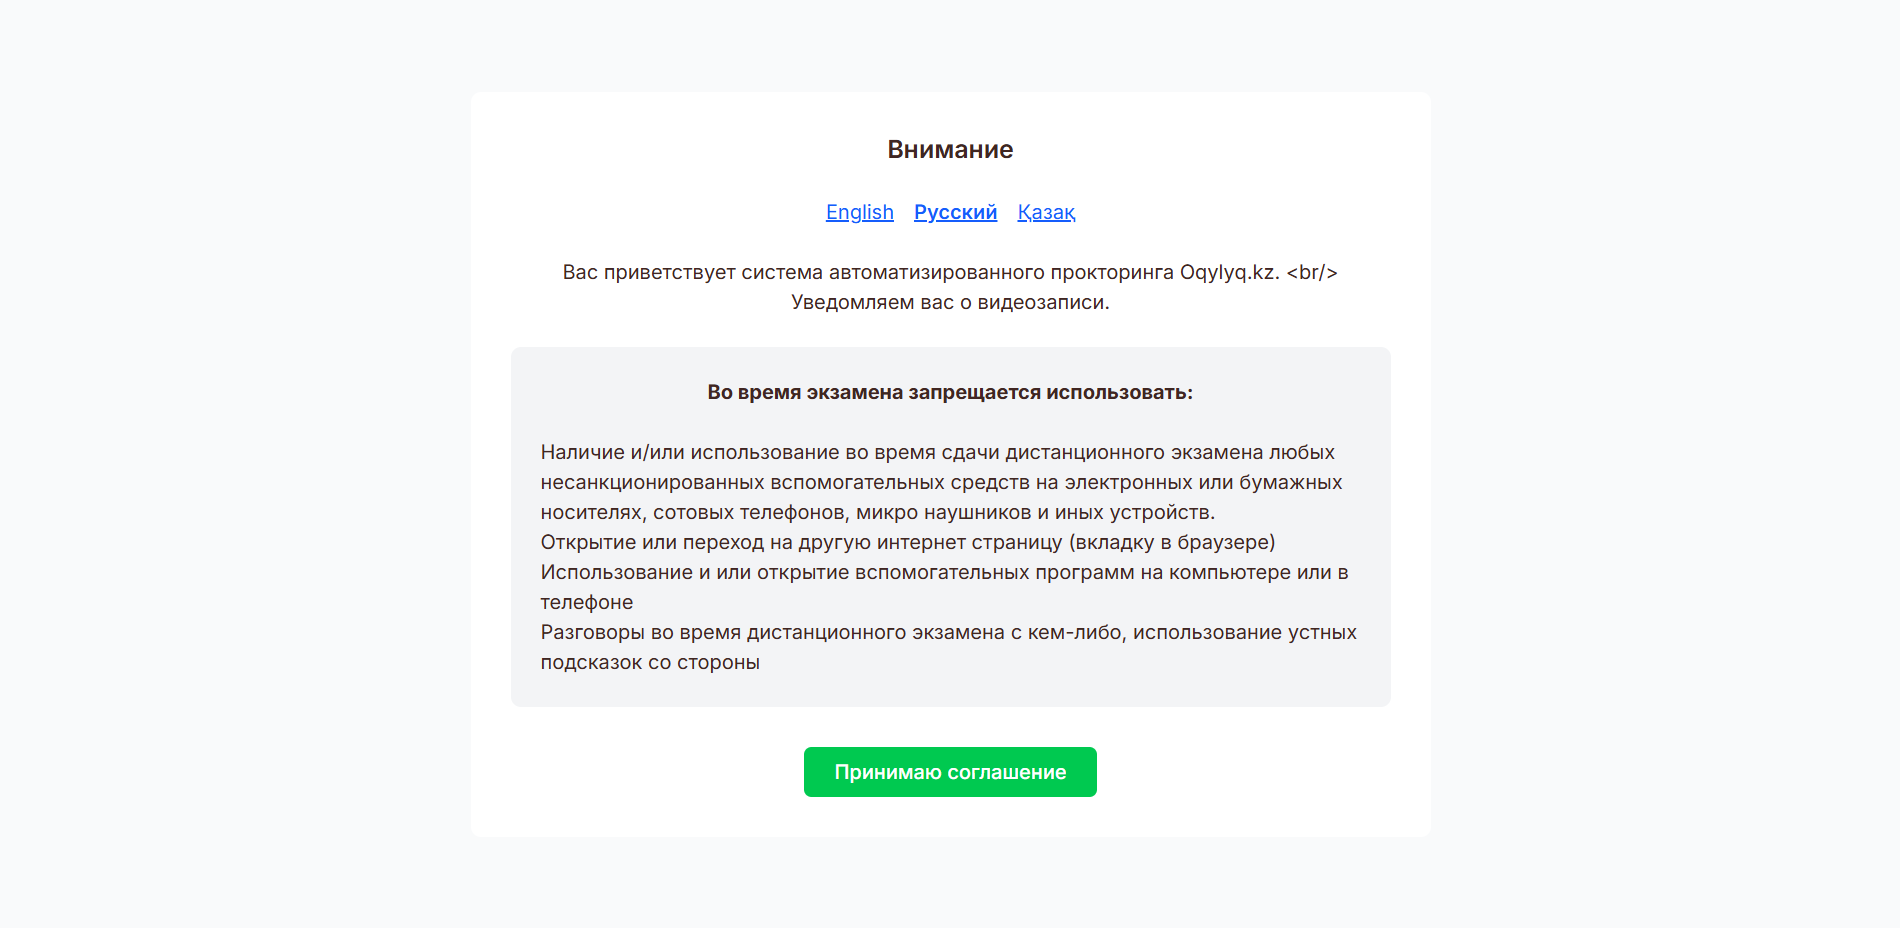 Внимание
English Русский Қазақ
Вас приветствует система автоматизированного прокторинга Oqylyq.kz. <br/>
Уведомляем вас о видеозаписи.
Во время экзамена запрещается использовать:
Наличие и/или использование во время сдачи дистанционного экзамена любых
несанкционированных вспомогательных средств на электронных или бумажных
носителях, сотовых телефонов, микро наушников и иных устройств.
Открытие или переход на другую интернет страницу (вкладку в браузере)
Использование и или открытие вспомогательных программ на компьютере или в
телефоне
Разговоры во время дистанционного экзамена с кем-либо, использование устных
подсказок со стороны
Принимаю соглашение